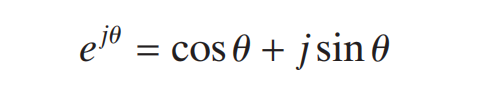 e^{jθ} = cos θ + j sin θ